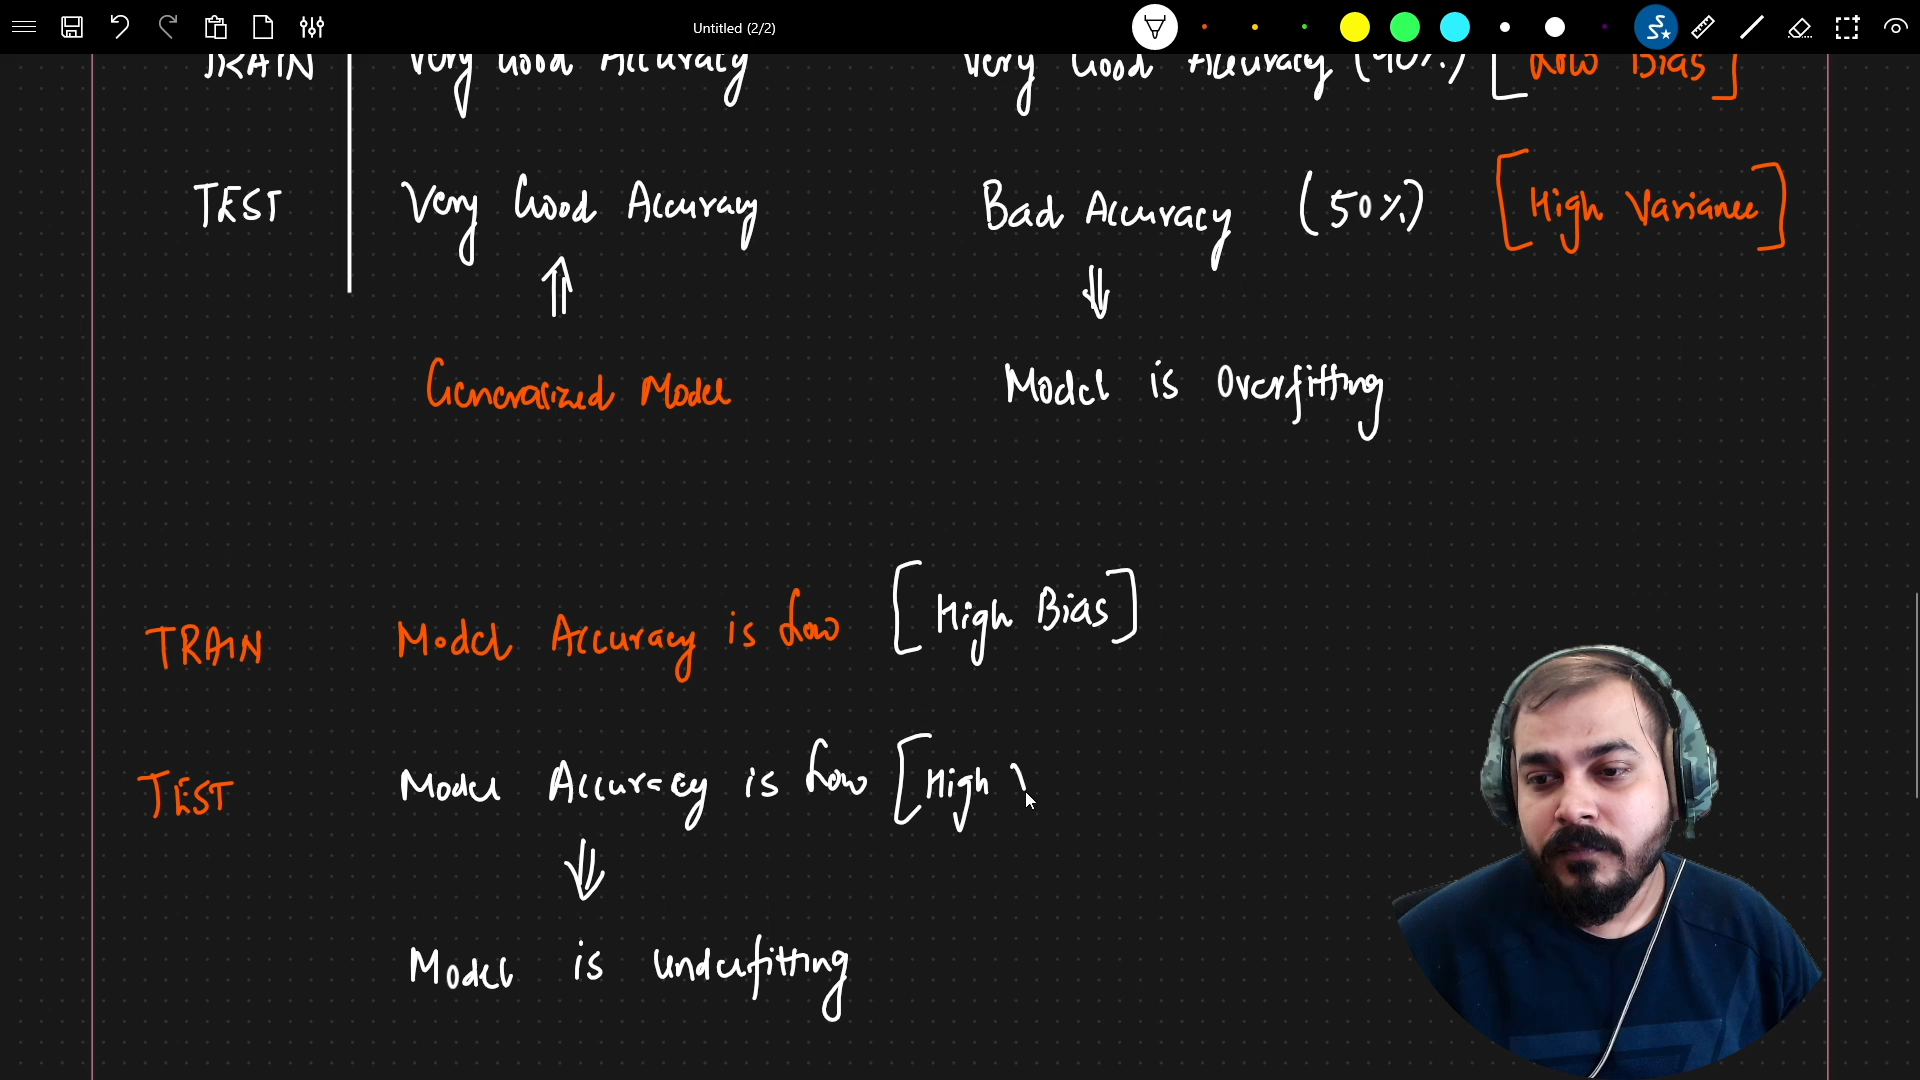 Untitled (2/2)
TRAIN Very Good Accuracy Very Good Accuracy (90%) [Low Bias]
TEST Very Good Accuracy Bad Accuracy (50%) [High Variance]
Generalized Model Model is Overfitting
TRAIN Model Accuracy is Low [High Bias]
TEST Model Accuracy is Low [High
Model is underfitting